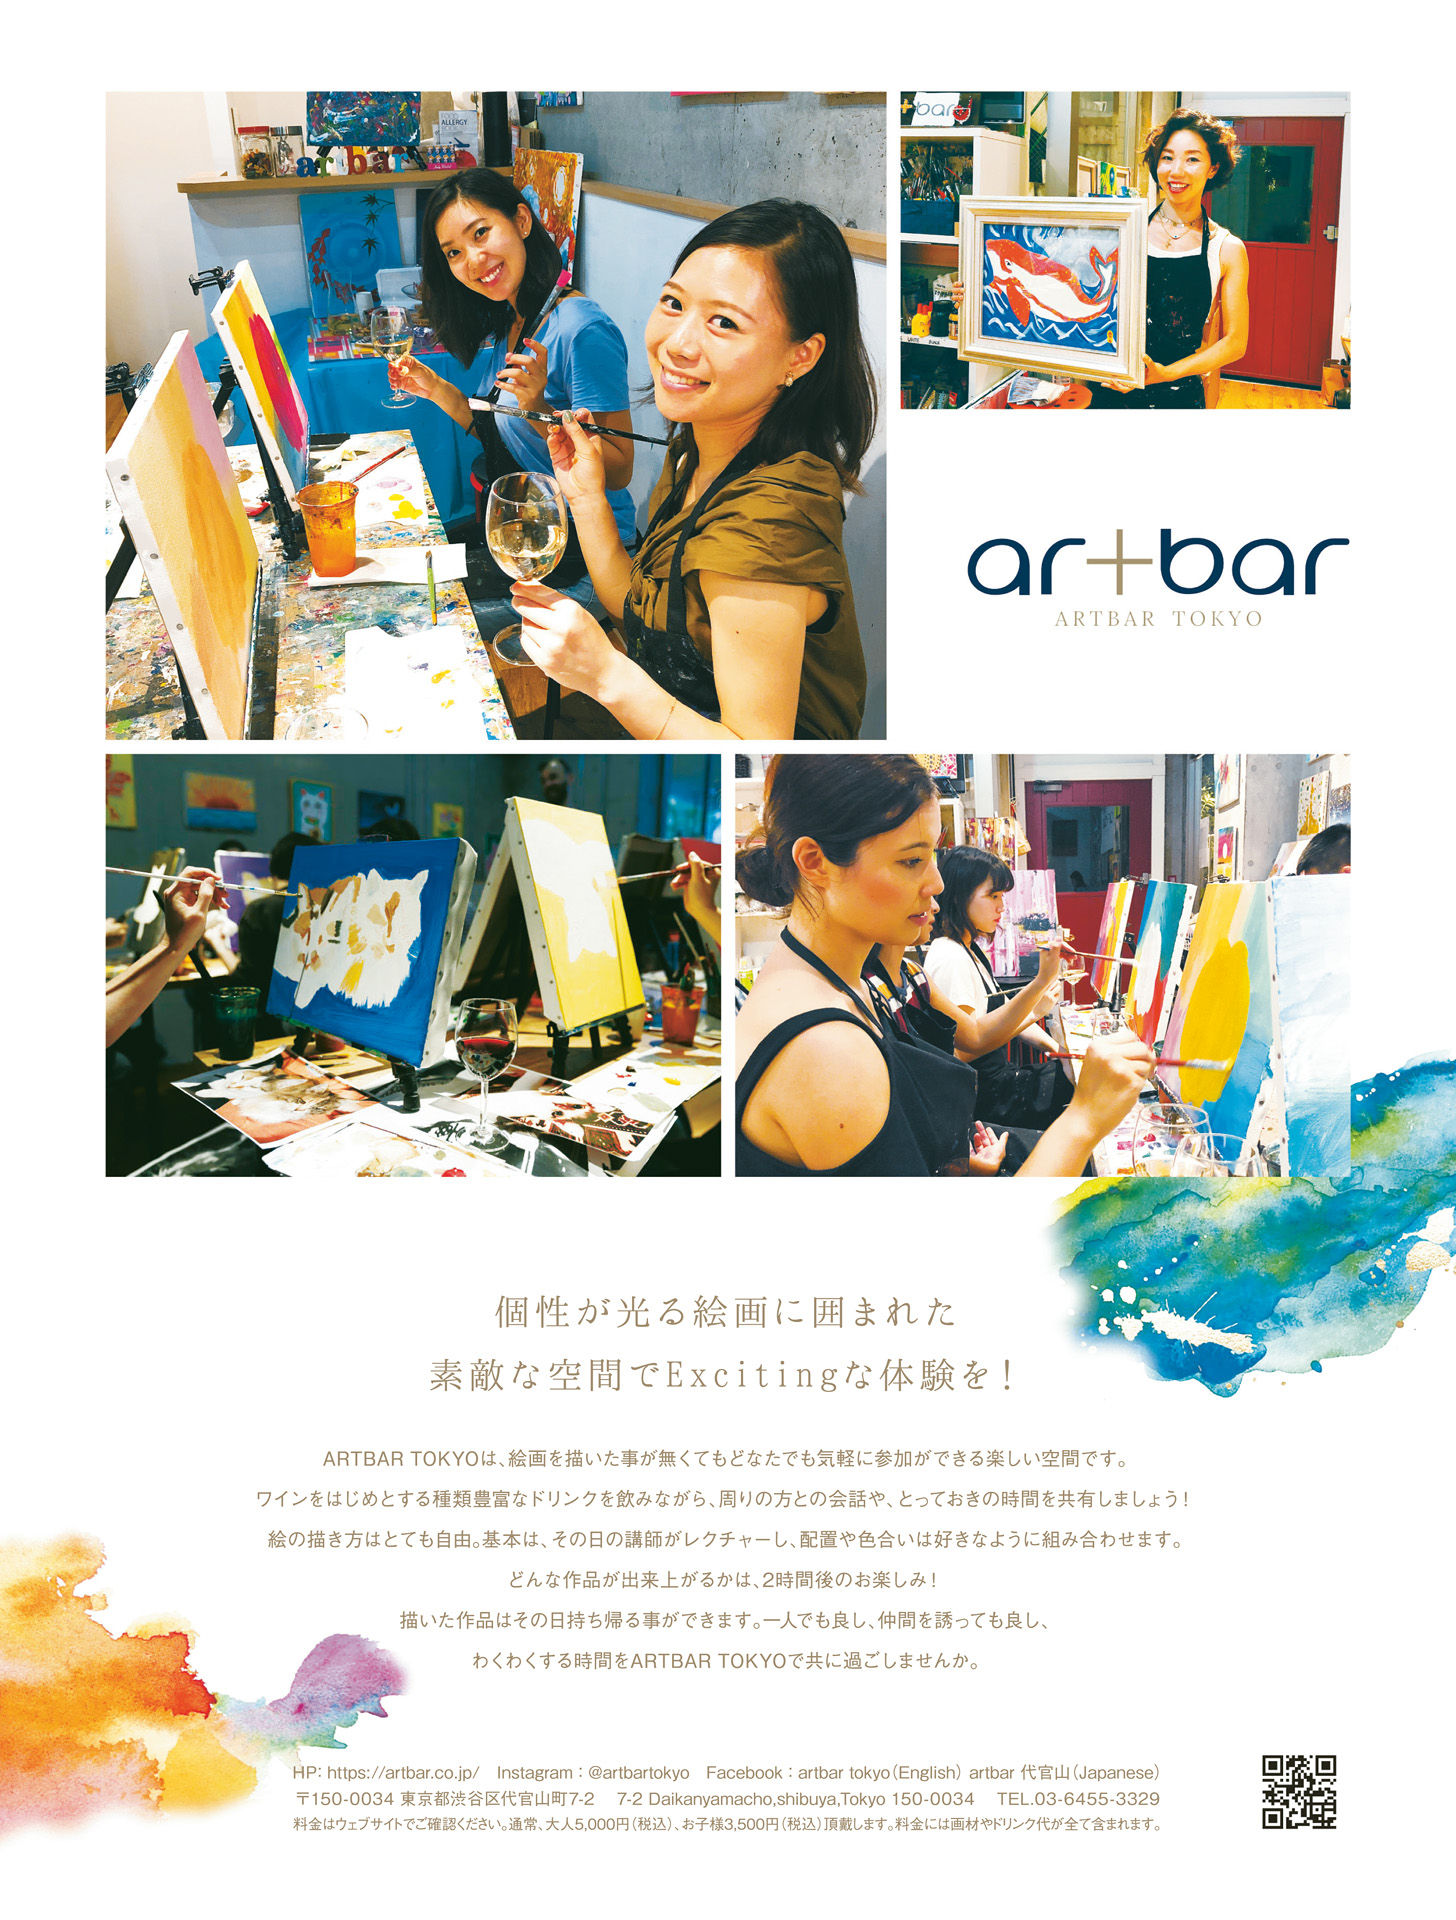 FOOD
ALLERGY
artbar
ar+bar
WHITE
BLACK
ar+bar
ARTBAR TOKYO
個性が光る絵画に囲まれた
素敵な空間でExcitingな体験を！
ARTBAR TOKYOは、絵画を描いた事が無くてもどなたでも気軽に参加ができる楽しい空間です。
ワインをはじめとする種類豊富なドリンクを飲みながら、周りの方との会話や、とっておきの時間を共有しましょう！
絵の描き方はとても自由。基本は、その日の講師がレクチャーし、配置や色合いは好きなように組み合わせます。
どんな作品が出来上がるかは、2時間後のお楽しみ！
描いた作品はその日持ち帰る事ができます。一人でも良し、仲間を誘っても良し、
わくわくする時間をARTBAR TOKYOで共に過ごしませんか。
HP：https://artbar.co.jp/　Instagram：@artbartokyo　Facebook：artbar tokyo（English） artbar 代官山（Japanese）
〒150-0034 東京都渋谷区代官山町7-2　7-2 Daikanyamacho,shibuya,Tokyo 150-0034　TEL.03-6455-3329
料金はウェブサイトでご確認ください。通常、大人5,000円（税込）、お子様3,500円（税込）頂戴します。料金には画材やドリンク代が全て含まれます。